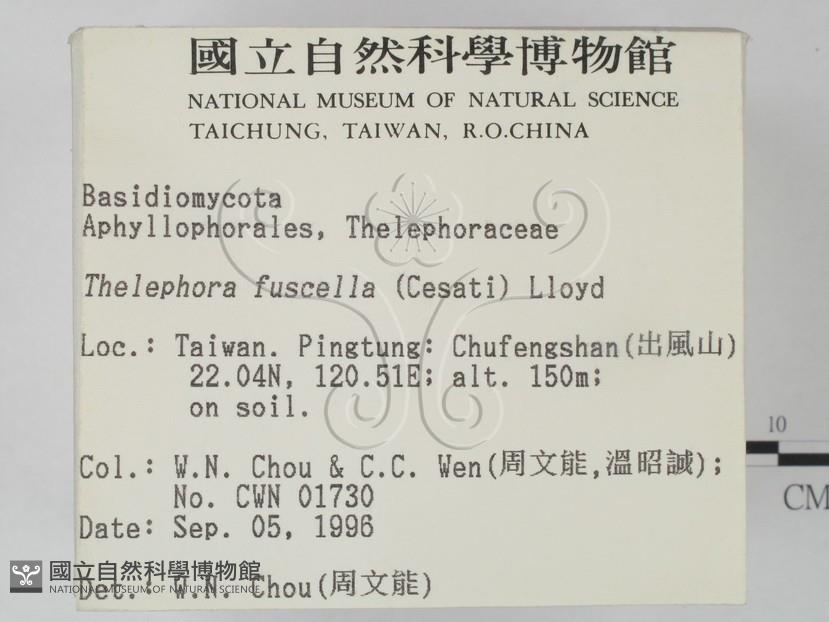 國立自然科學博物館
NATIONAL MUSEUM OF NATURAL SCIENCE
TAICHUNG, TAIWAN, R.O.CHINA
Basidiomycota
Aphyllophorales, Thelephoraceae
Thelephora fuscella (Cesati) Lloyd
Loc.: Taiwan. Pingtung: Chufengshan(出風山)
22.04N, 120.51E; alt. 150m;
on soil.
Col.: W.N. Chou & C.C. Wen(周文能,溫昭誠);
No. CWN 01730
Date: Sep. 05, 1996
Det.: W.N. Chou(周文能)
國立自然科學博物館
NATIONAL MUSEUM OF NATURAL SCIENCE
10
CM